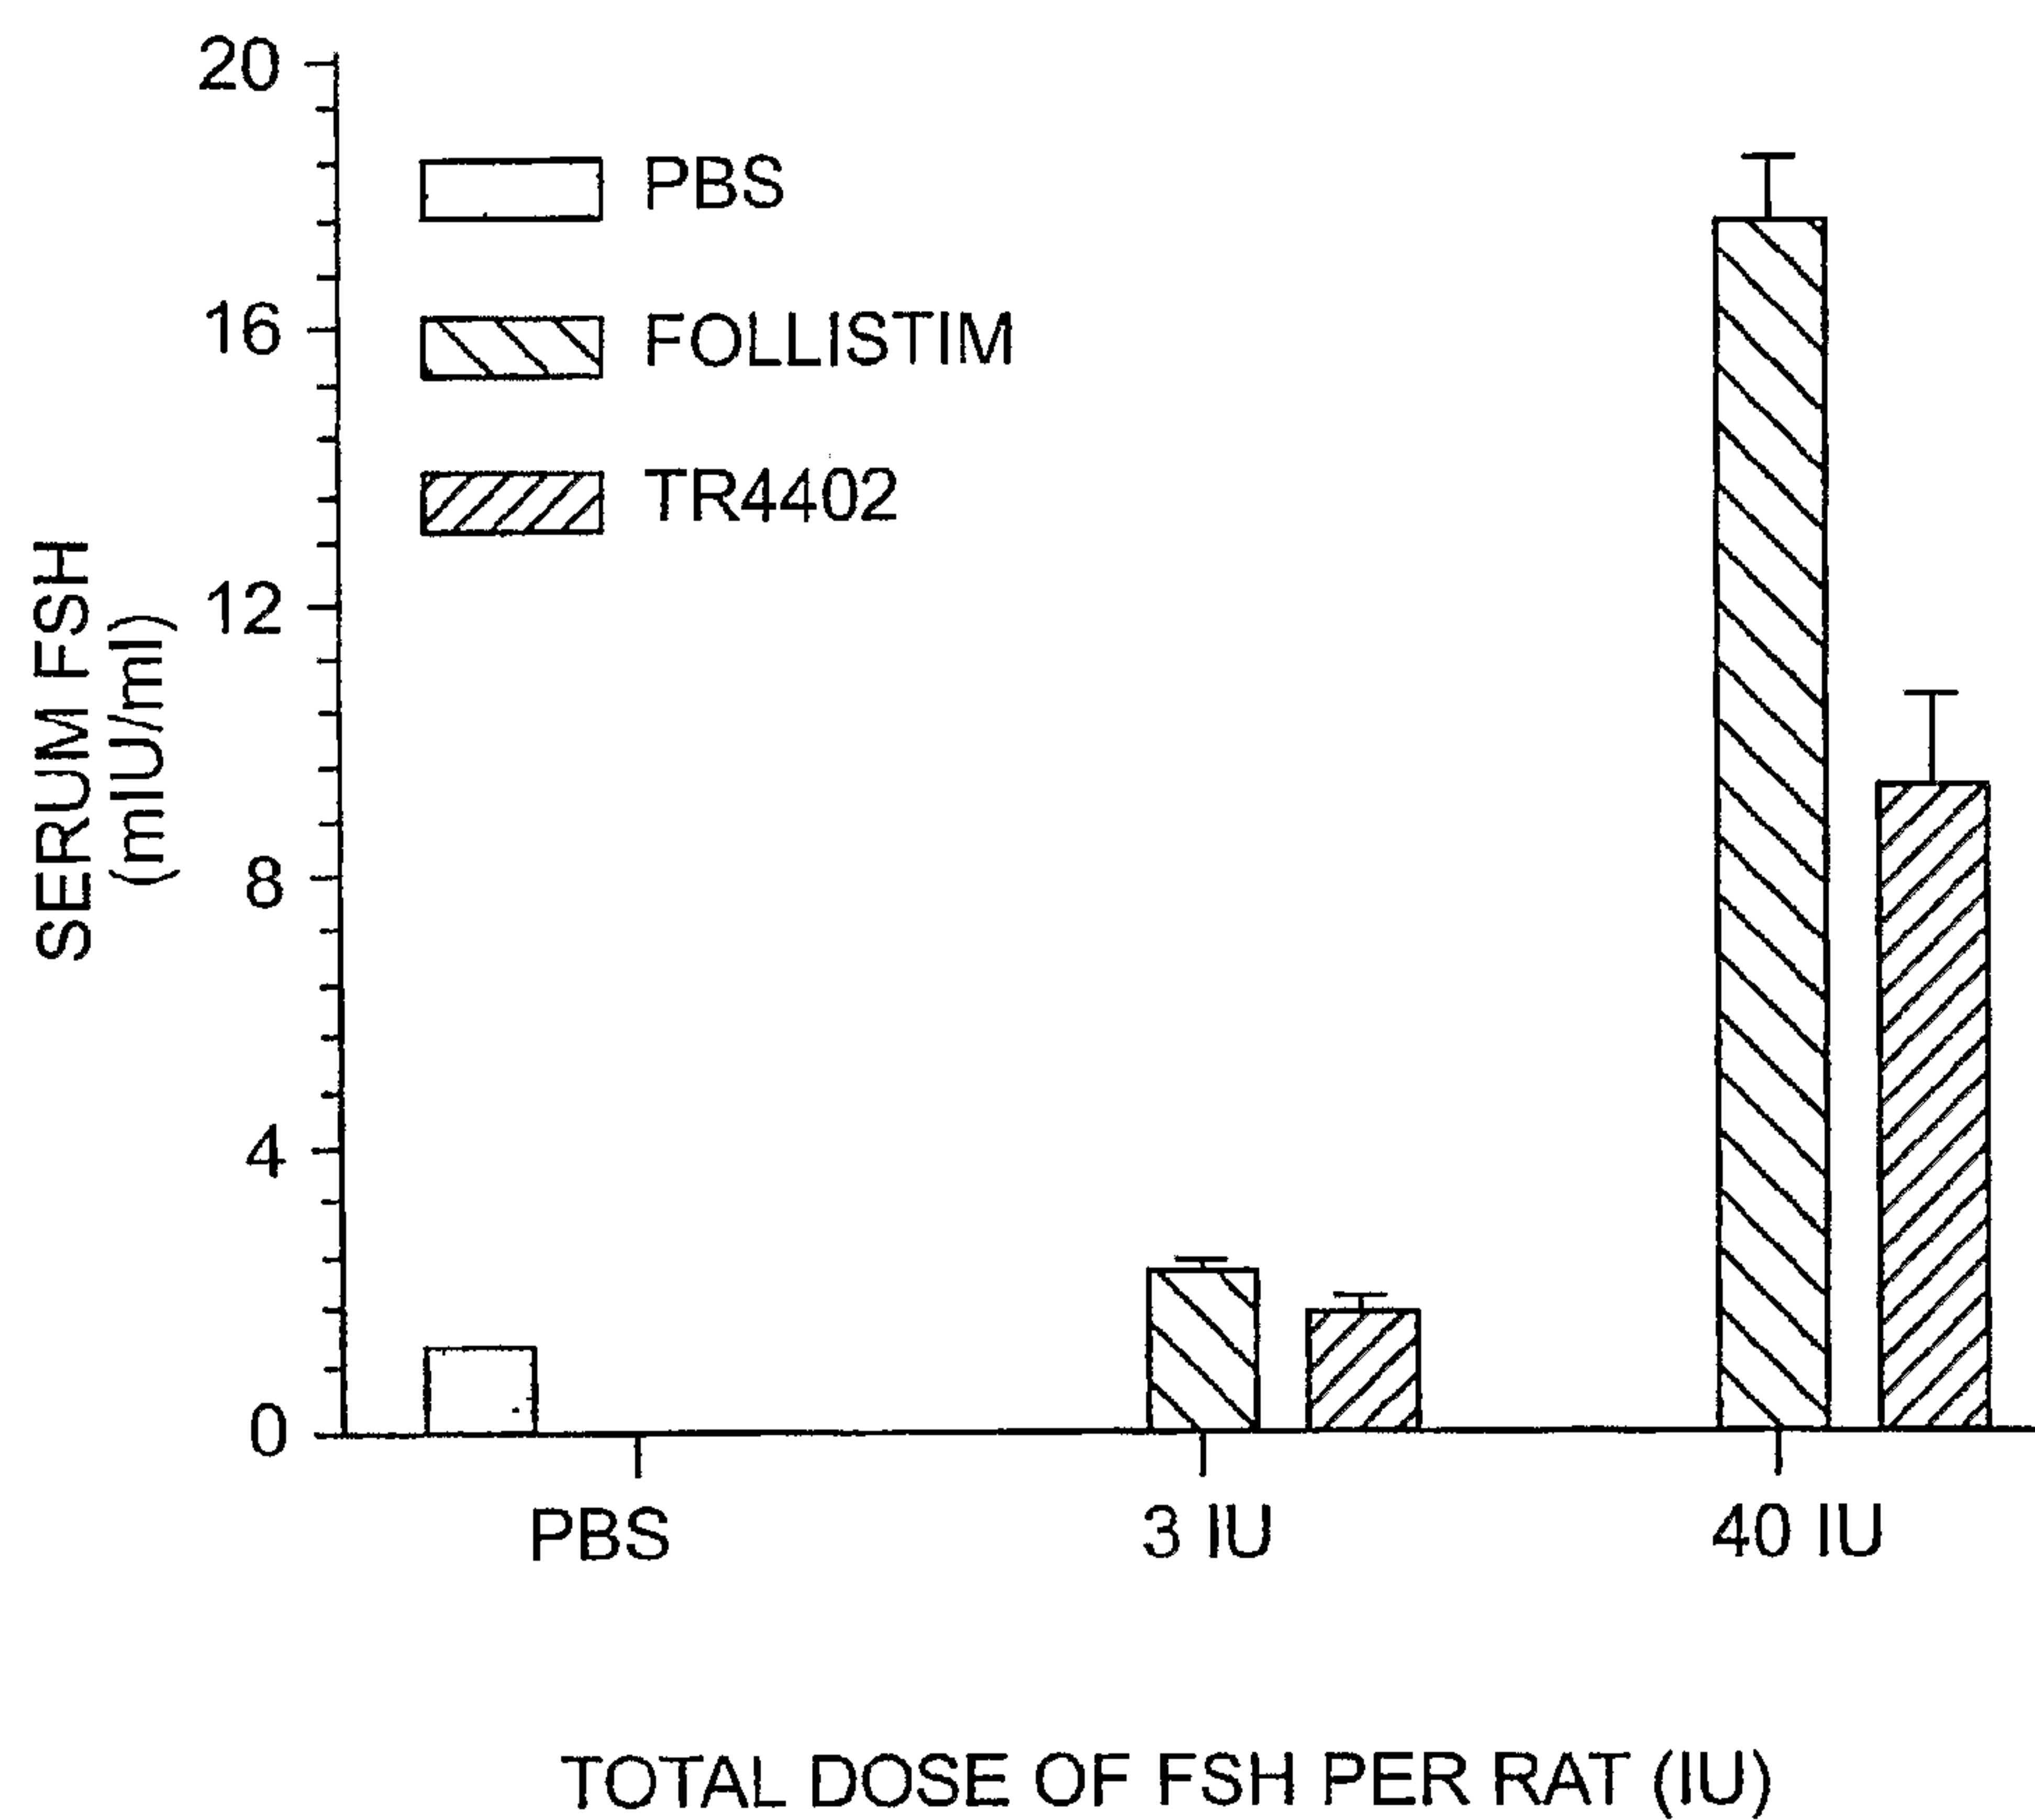 20
16
12
8
4
0
SERUM FSH
(mIU/ml)
PBS
FOLLISTIM
TR4402
PBS
3 IU
40 IU
TOTAL DOSE OF FSH PER RAT (IU)